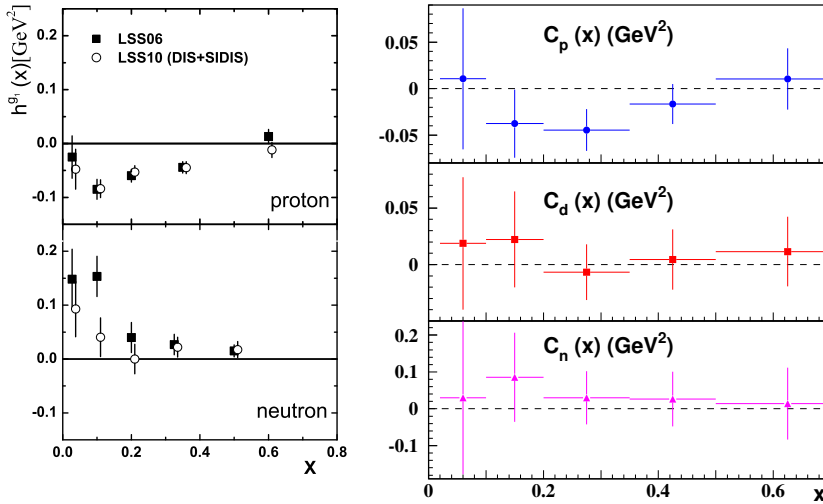 h^{g_1}(x)[GeV^2]
0.2
0.1
0.0
-0.1
LSS06
LSS10 (DIS+SIDIS)
proton
0.2
0.1
0.0
-0.1
neutron
0.0
0.2
0.4
0.6
0.8
X
0.05
0
-0.05
C_p (x) (GeV^2)
0.05
0
C_d (x) (GeV^2)
0.2
0.1
0
-0.1
C_n (x) (GeV^2)
0
0.2
0.4
0.6
x